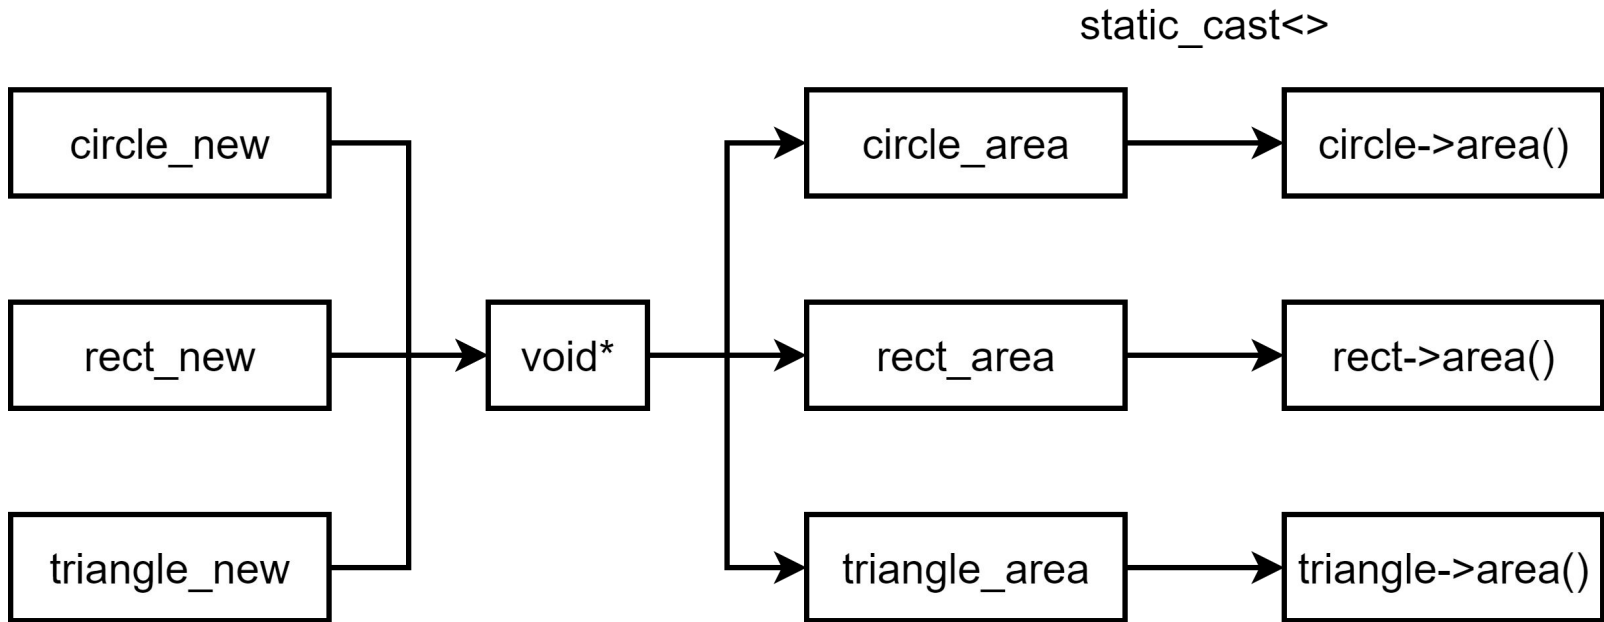 static_cast<>
circle_new
circle_area
circle->area()
rect_new
void*
rect_area
rect->area()
triangle_new
triangle_area
triangle->area()